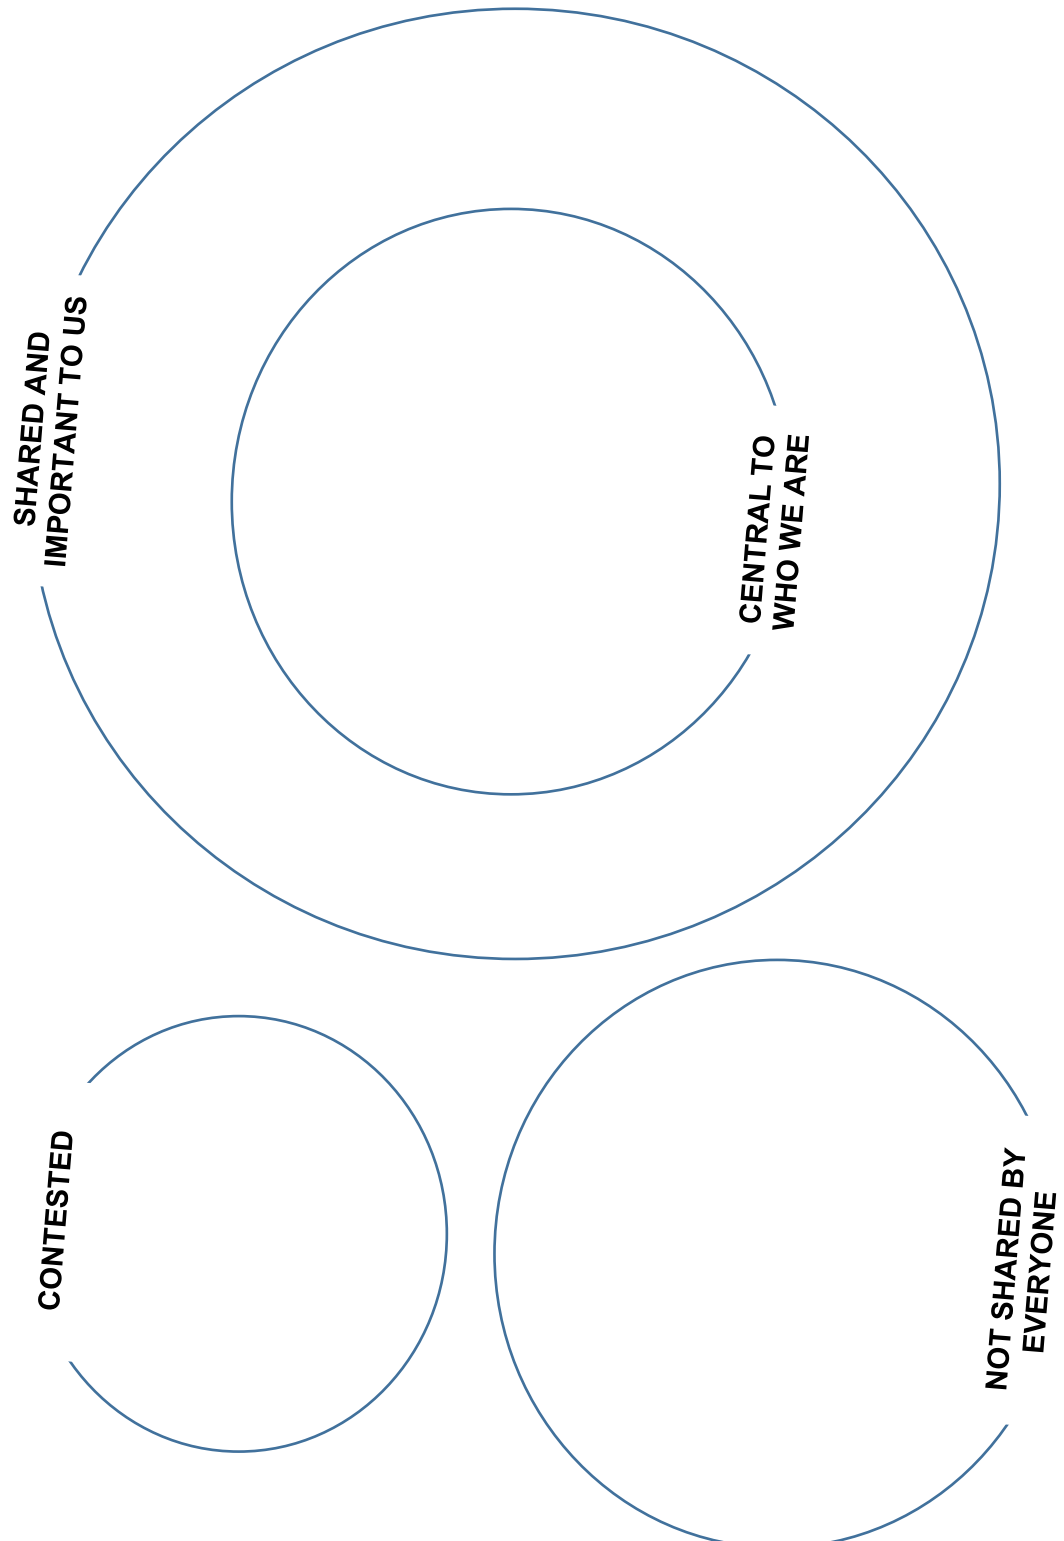 SHARED AND
IMPORTANT TO US
CENTRAL TO
WHO WE ARE
CONTESTED
NOT SHARED BY
EVERYONE